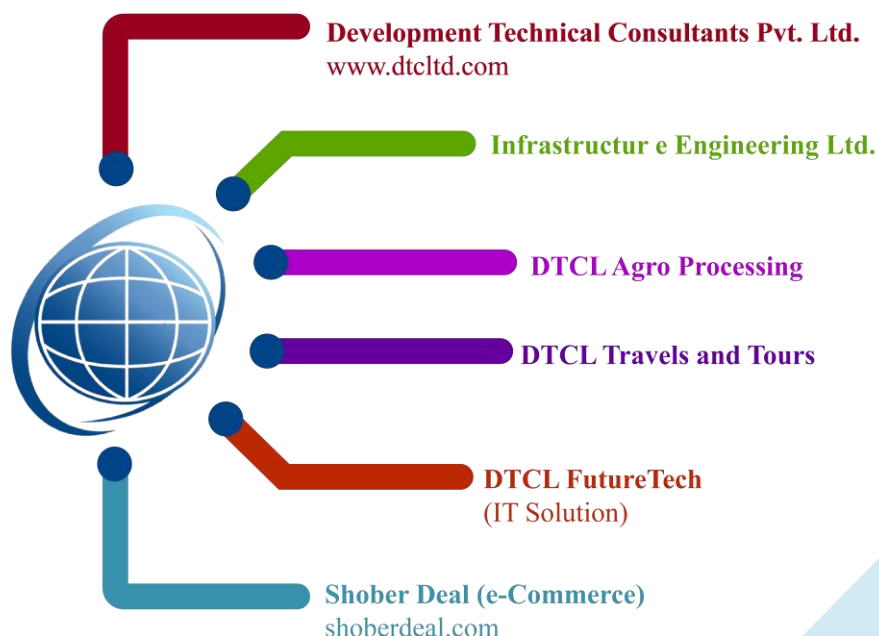 Development Technical Consultants Pvt. Ltd.
www.dtcltd.com
Infrastructur e Engineering Ltd.
DTCL Agro Processing
DTCL Travels and Tours
DTCL FutureTech
(IT Solution)
Shober Deal (e-Commerce)
shoberdeal.com